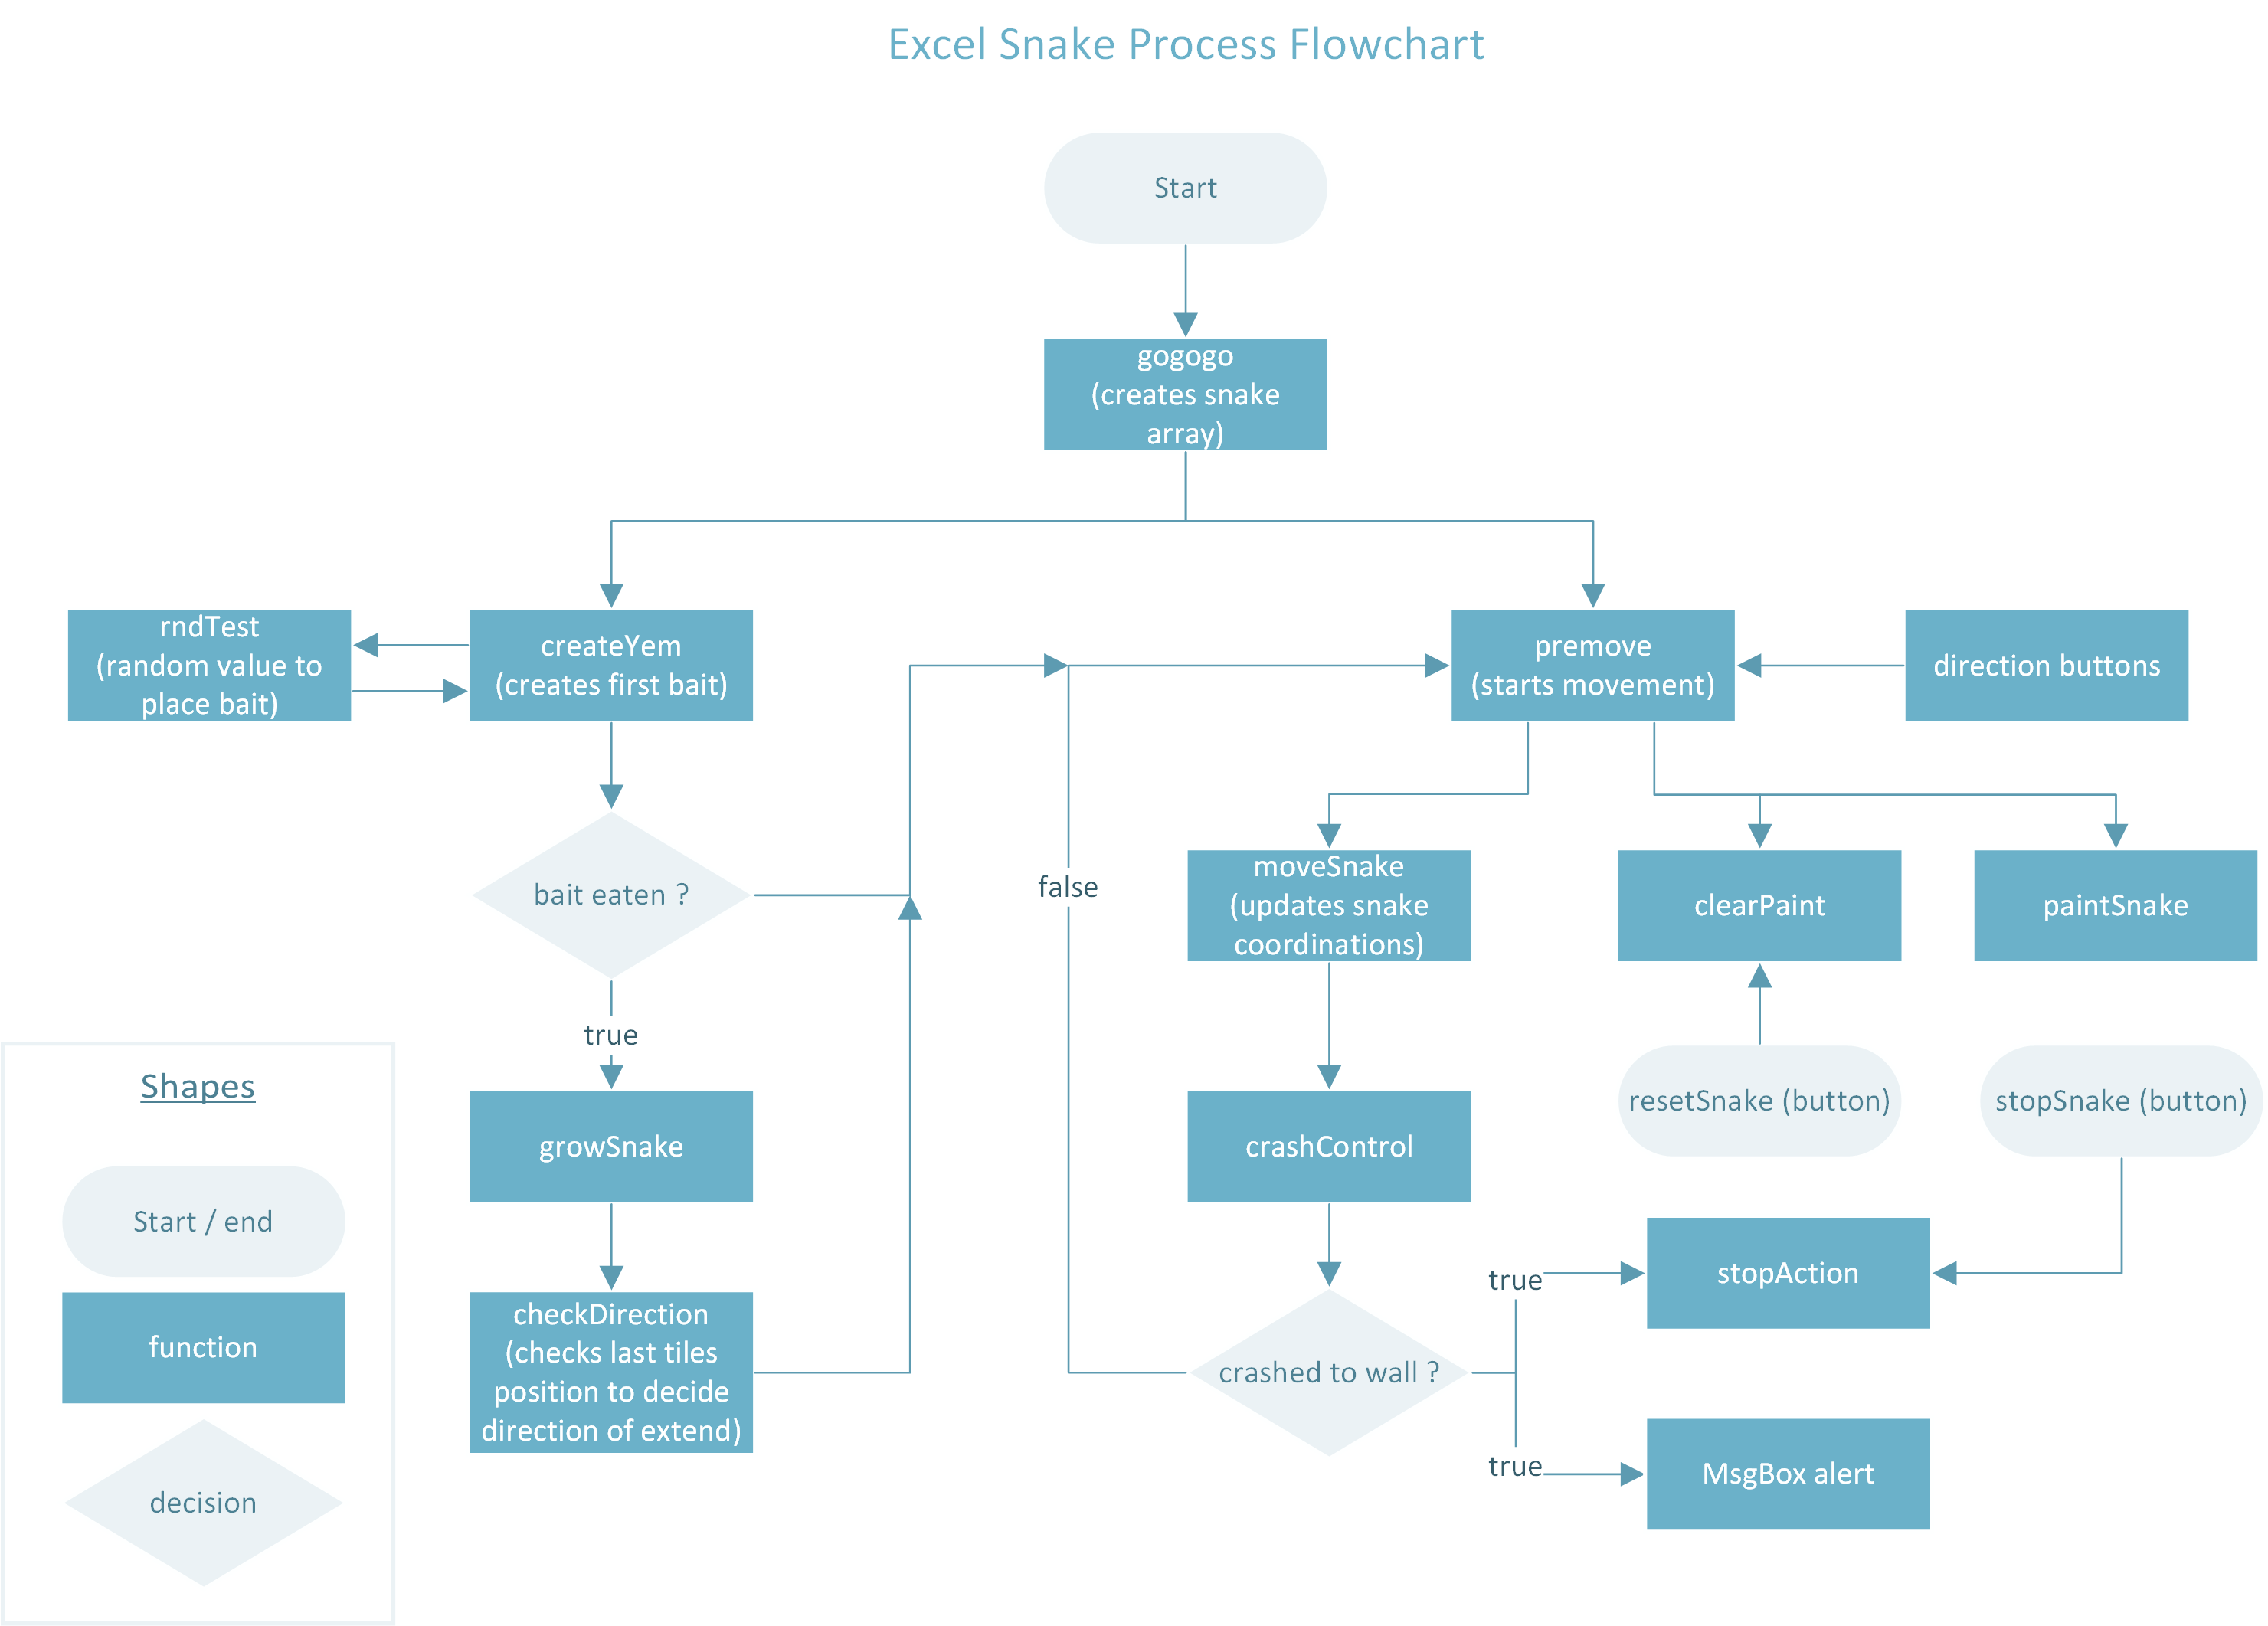 Excel Snake Process Flowchart
Start
gogogo
(creates snake
array)
rndTest
(random value to
place bait)
createYem
(creates first bait)
premove
(starts movement)
direction buttons
bait eaten ?
false
moveSnake
(updates snake
coordinations)
clearPaint
paintSnake
true
growSnake
crashControl
resetSnake (button)
stopSnake (button)
checkDirection
(checks last tiles
position to decide
direction of extend)
crashed to wall ?
true
stopAction
true
MsgBox alert
Shapes
Start / end
function
decision